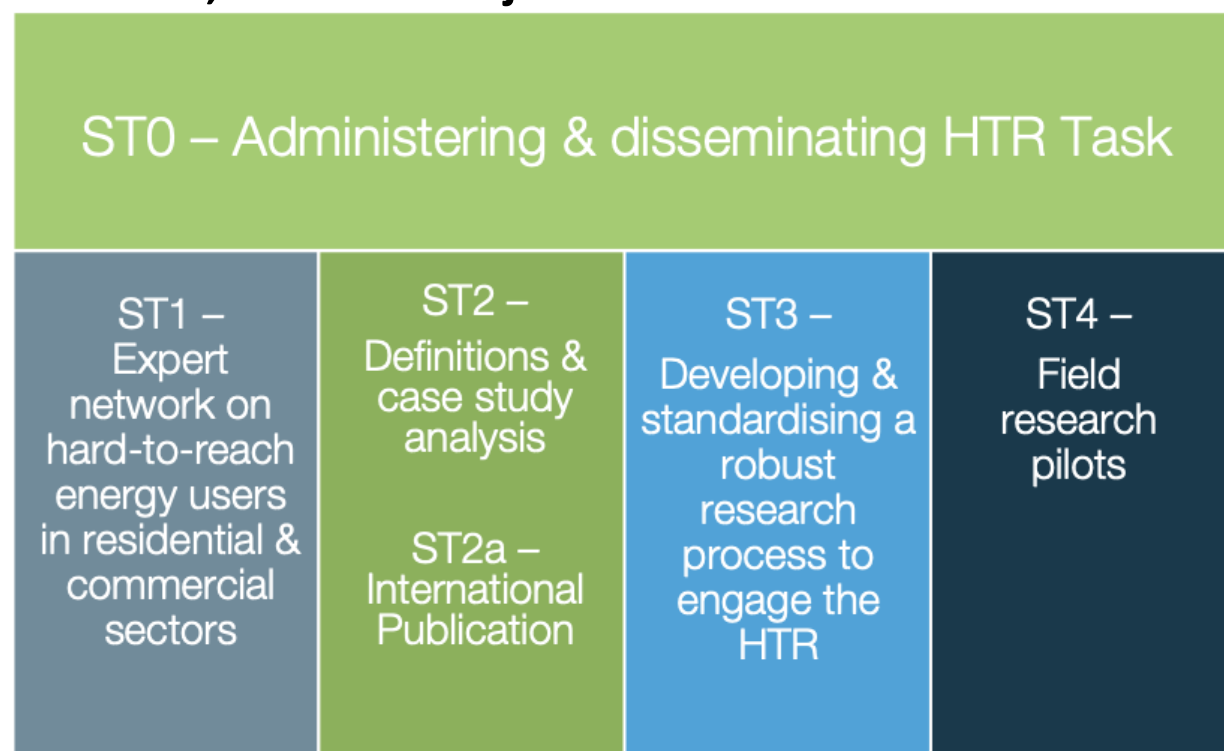 ST0 – Administering & disseminating HTR Task
ST1 –
Expert
network on
hard-to-reach
energy users
in residential &
commercial
sectors
ST2 –
Definitions &
case study
analysis
ST2a –
International
Publication
ST3 –
Developing &
standardising a
robust
research
process to
engage the
HTR
ST4 –
Field
research
pilots